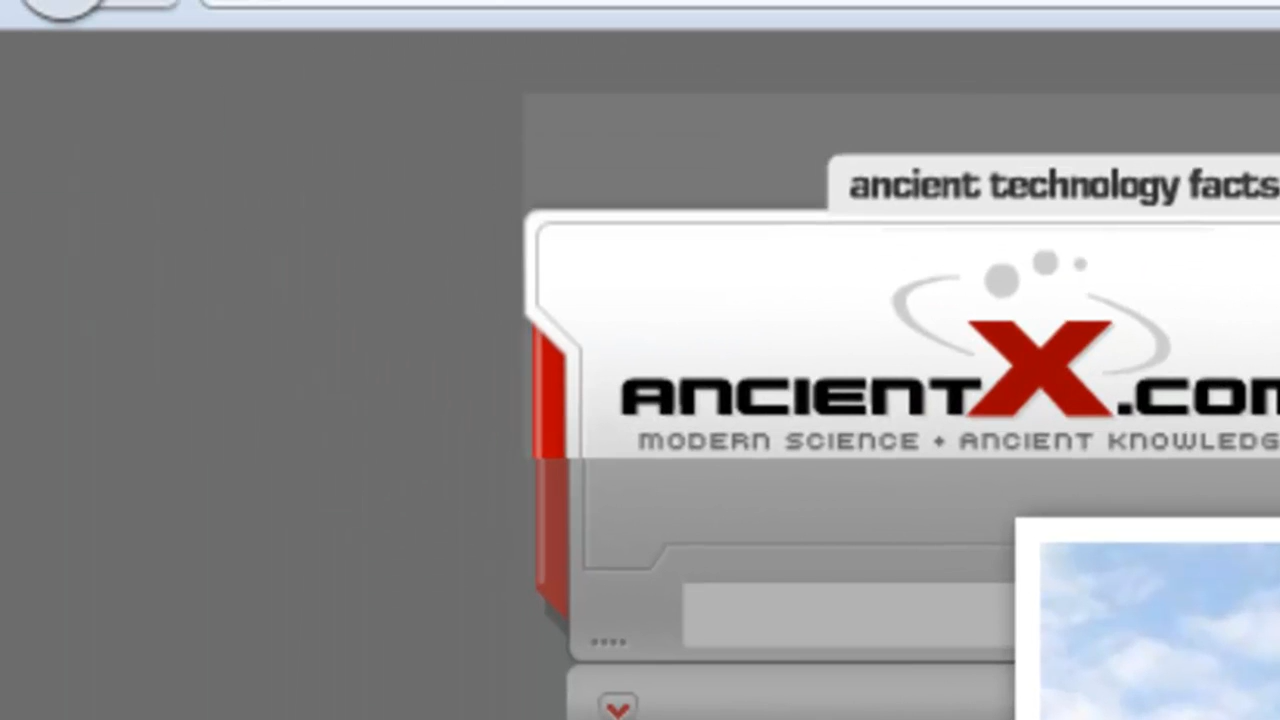 ancient technology facts
ANCIENTX.COM
MODERN SCIENCE • ANCIENT KNOWLEDG